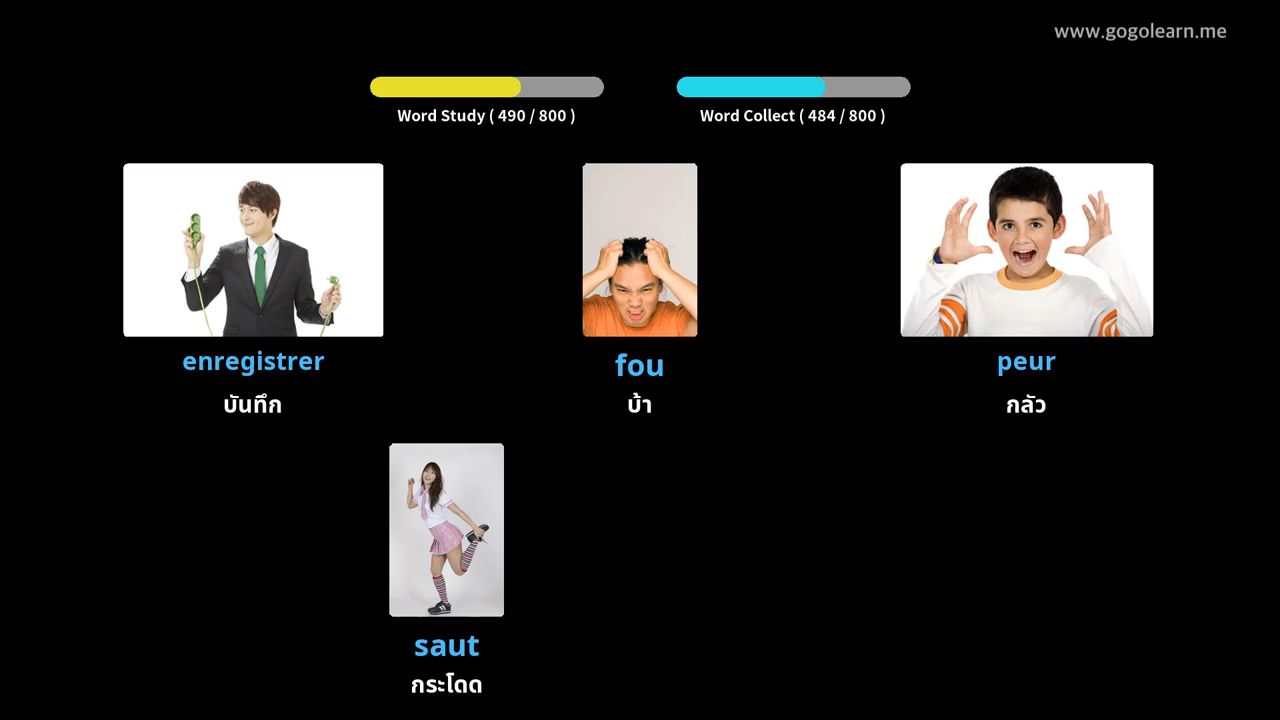 www.gogolearn.me
Word Study ( 490 / 800 )
Word Collect ( 484 / 800 )
enregistrer
บันทึก
fou
บ้า
peur
กลัว
saut
กระโดด